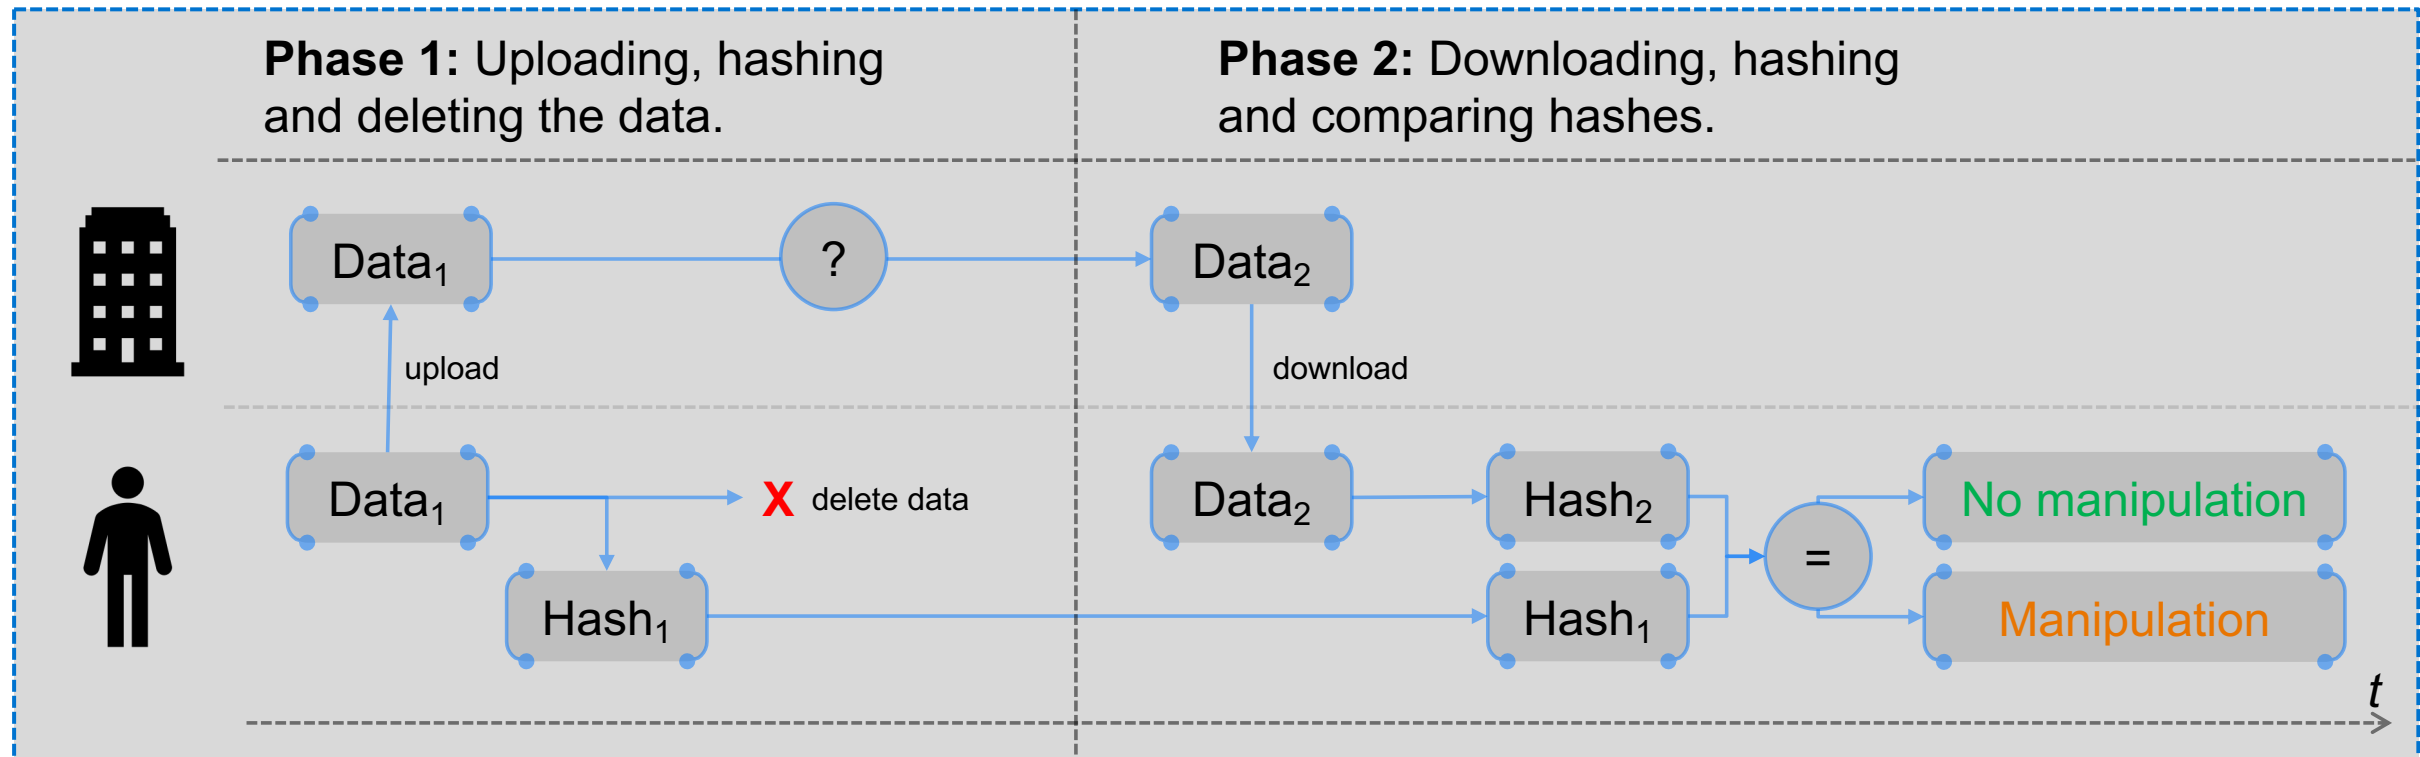 Phase 1: Uploading, hashing
and deleting the data.
Phase 2: Downloading, hashing
and comparing hashes.
Data₁
?
Data₂
upload
download
Data₁
X delete data
Data₂
Hash₂
=
No manipulation
Hash₁
Hash₁
Manipulation
t